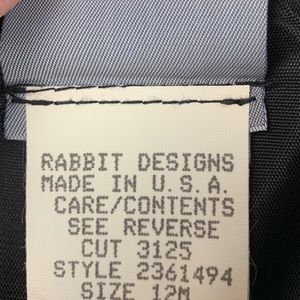 RABBIT DESIGNS
MADE IN U.S.A.
CARE/CONTENTS
SEE REVERSE
CUT 3125
STYLE 2361494
SIZE 12M